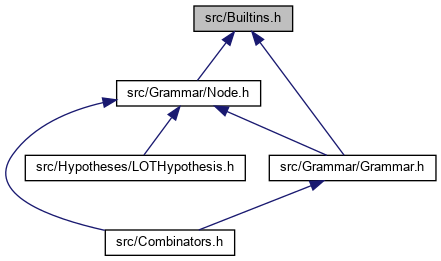 src/Builtins.h
src/Grammar/Node.h
src/Hypotheses/LOTHypothesis.h
src/Grammar/Grammar.h
src/Combinators.h